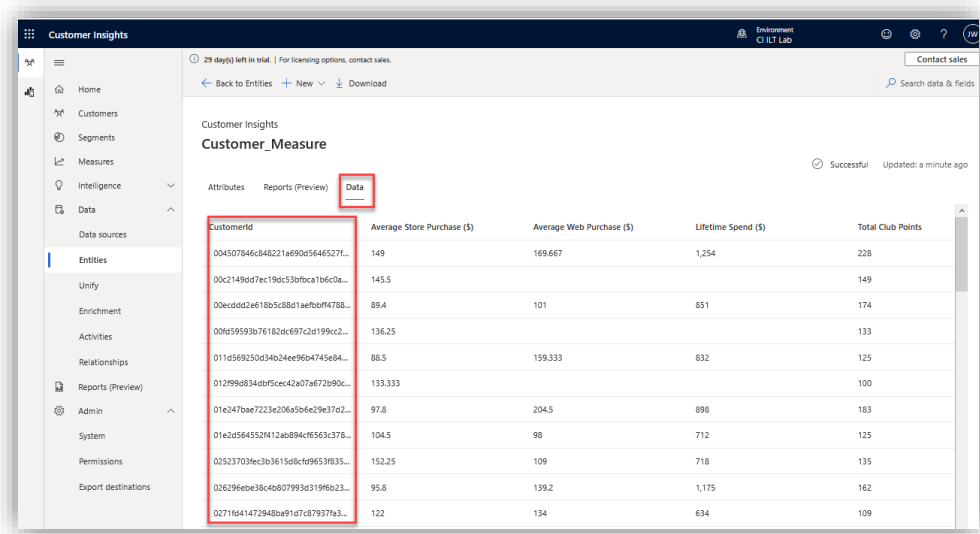 Customer Insights
Environment
CI ILT Lab
?
JW
29 day(s) left in trial. | For licensing options, contact sales.
Contact sales
Back to Entities
New
Download
Search data & fields
Home
Customers
Segments
Measures
Intelligence
Data
Data sources
Entities
Unify
Enrichment
Activities
Relationships
Reports (Preview)
Admin
System
Permissions
Export destinations
Customer Insights
Customer_Measure
Successful Updated: a minute ago
Attributes Reports (Preview) Data
CustomerId Average Store Purchase ($) Average Web Purchase ($) Lifetime Spend ($) Total Club Points
004507846c848221a690d5646527f... 149 169.667 1,254 228
00c2149dd7ec19dc53bfbca1b6c0a... 145.5 149
00ecddd2e618b5c88d1aefbbff4788... 89.4 101 851 174
00fd59593b76182dc697c2d199cc2... 136.25 133
011d569250d34b24ee96b4745e84... 88.5 159.333 832 125
012f99d834dbf5cec42a07a672b90c... 133.333 100
01e247bae7223e206a5b6e29e37d2... 97.8 204.5 898 183
01e2d564552f412ab894cf6563c378... 104.5 98 712 125
02523703fec3b3615d8cfd9653f835... 152.25 109 718 135
026296ebe38c4b807993d319f6b23... 95.8 139.2 1,175 162
0271fd41472948ba91d7c87937fa3... 122 134 634 109